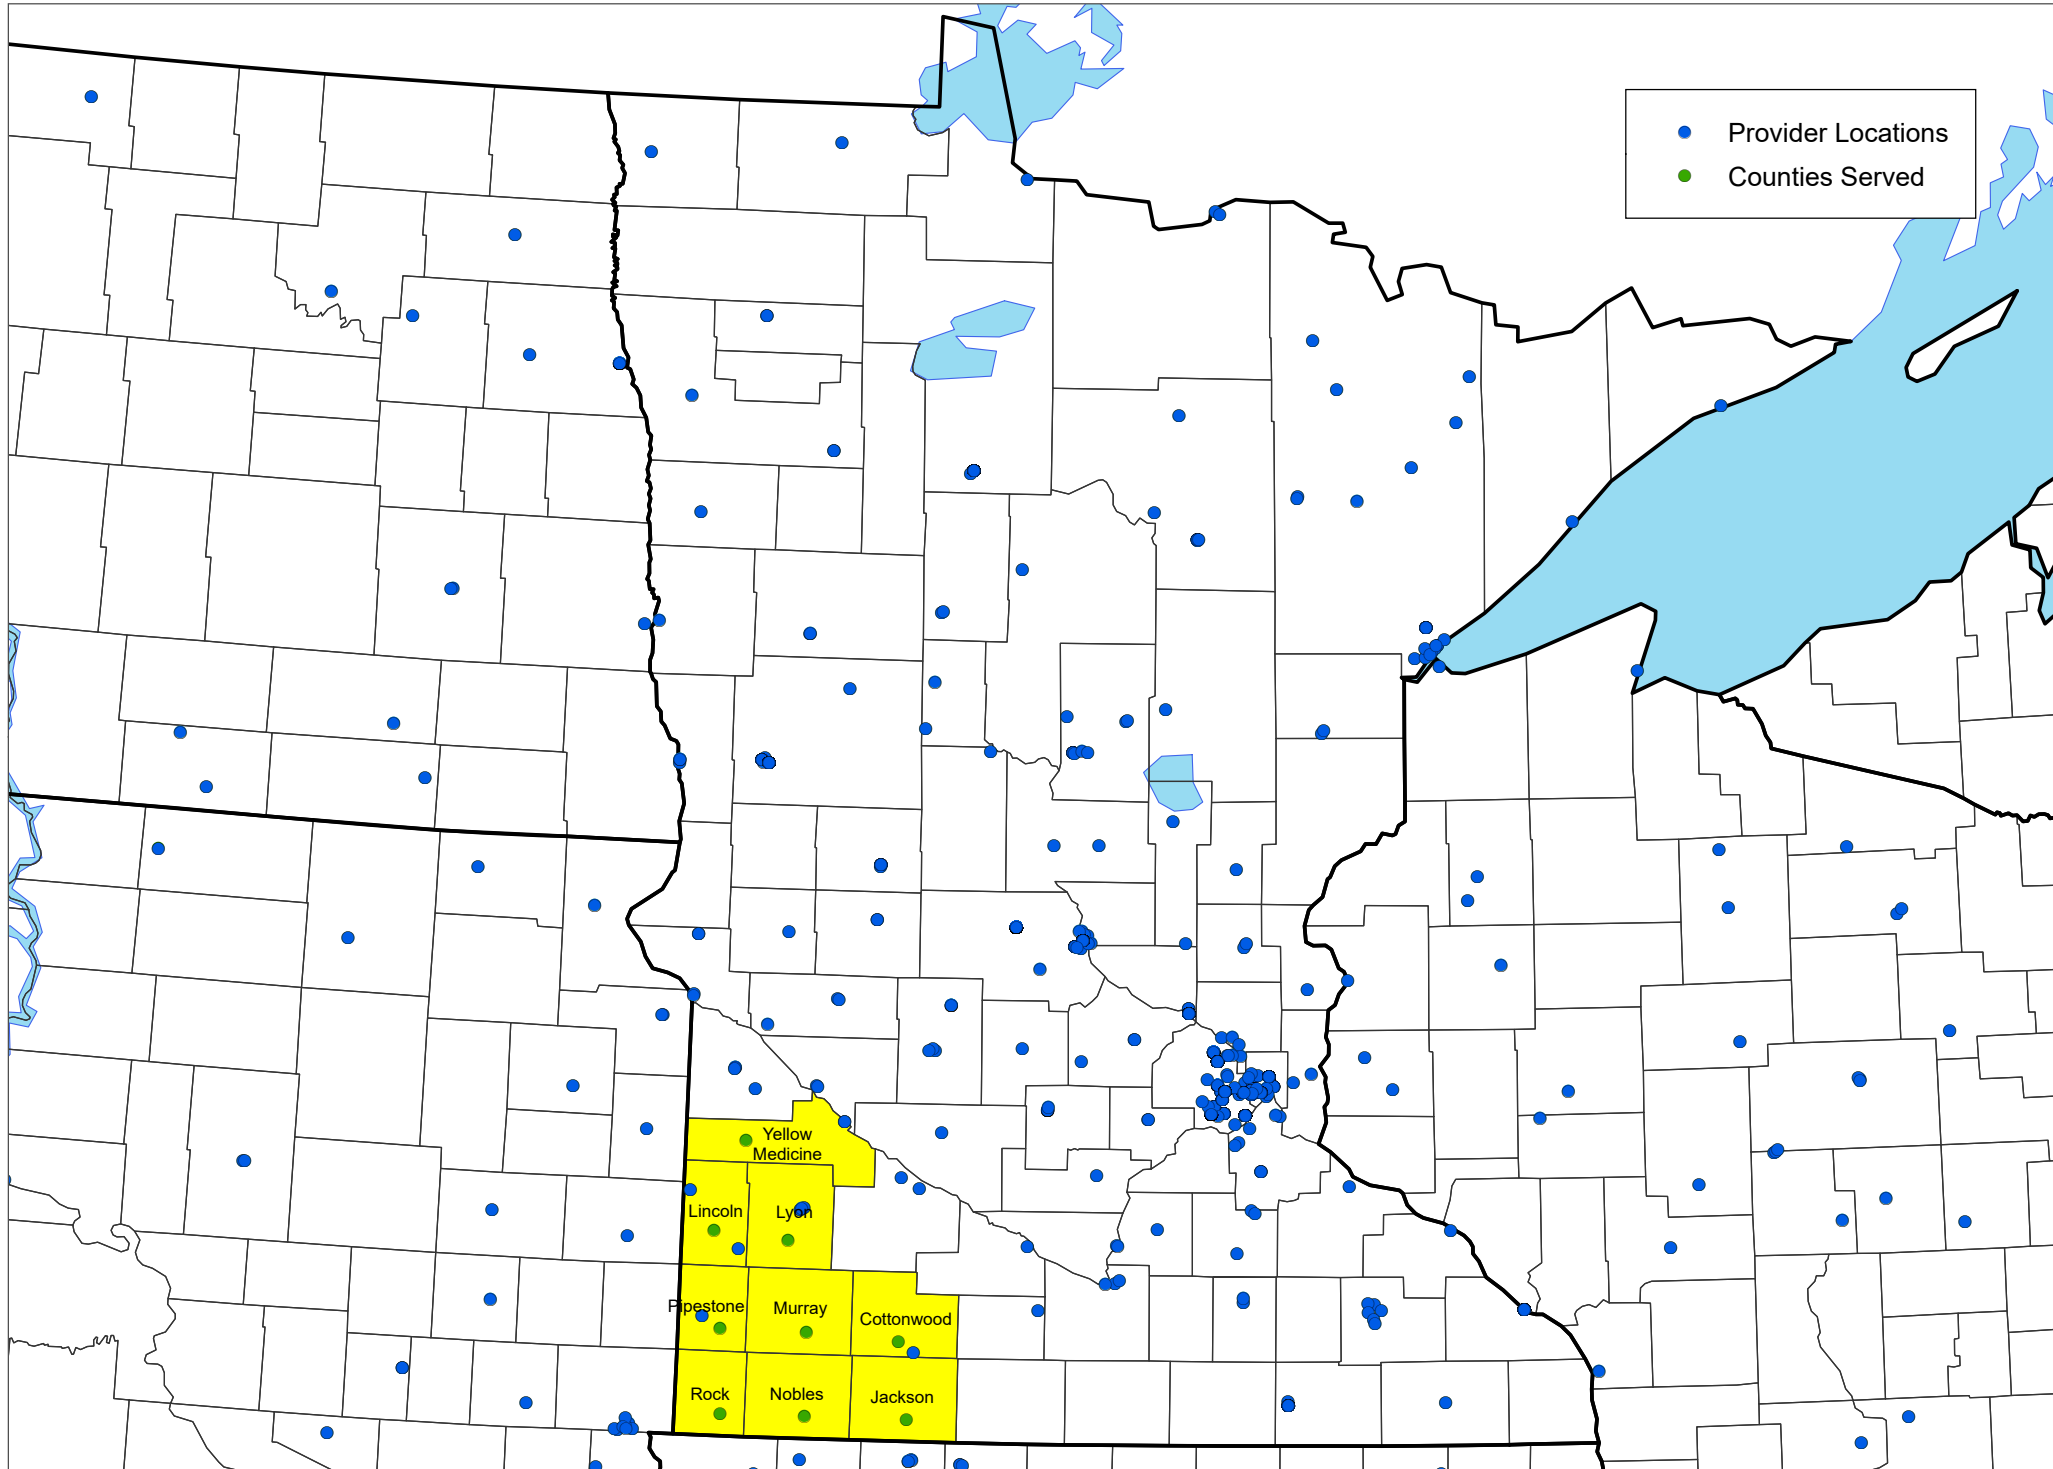 Provider Locations
Counties Served
Yellow
Medicine
Lincoln
Lyon
Pipestone
Murray
Cottonwood
Rock
Nobles
Jackson